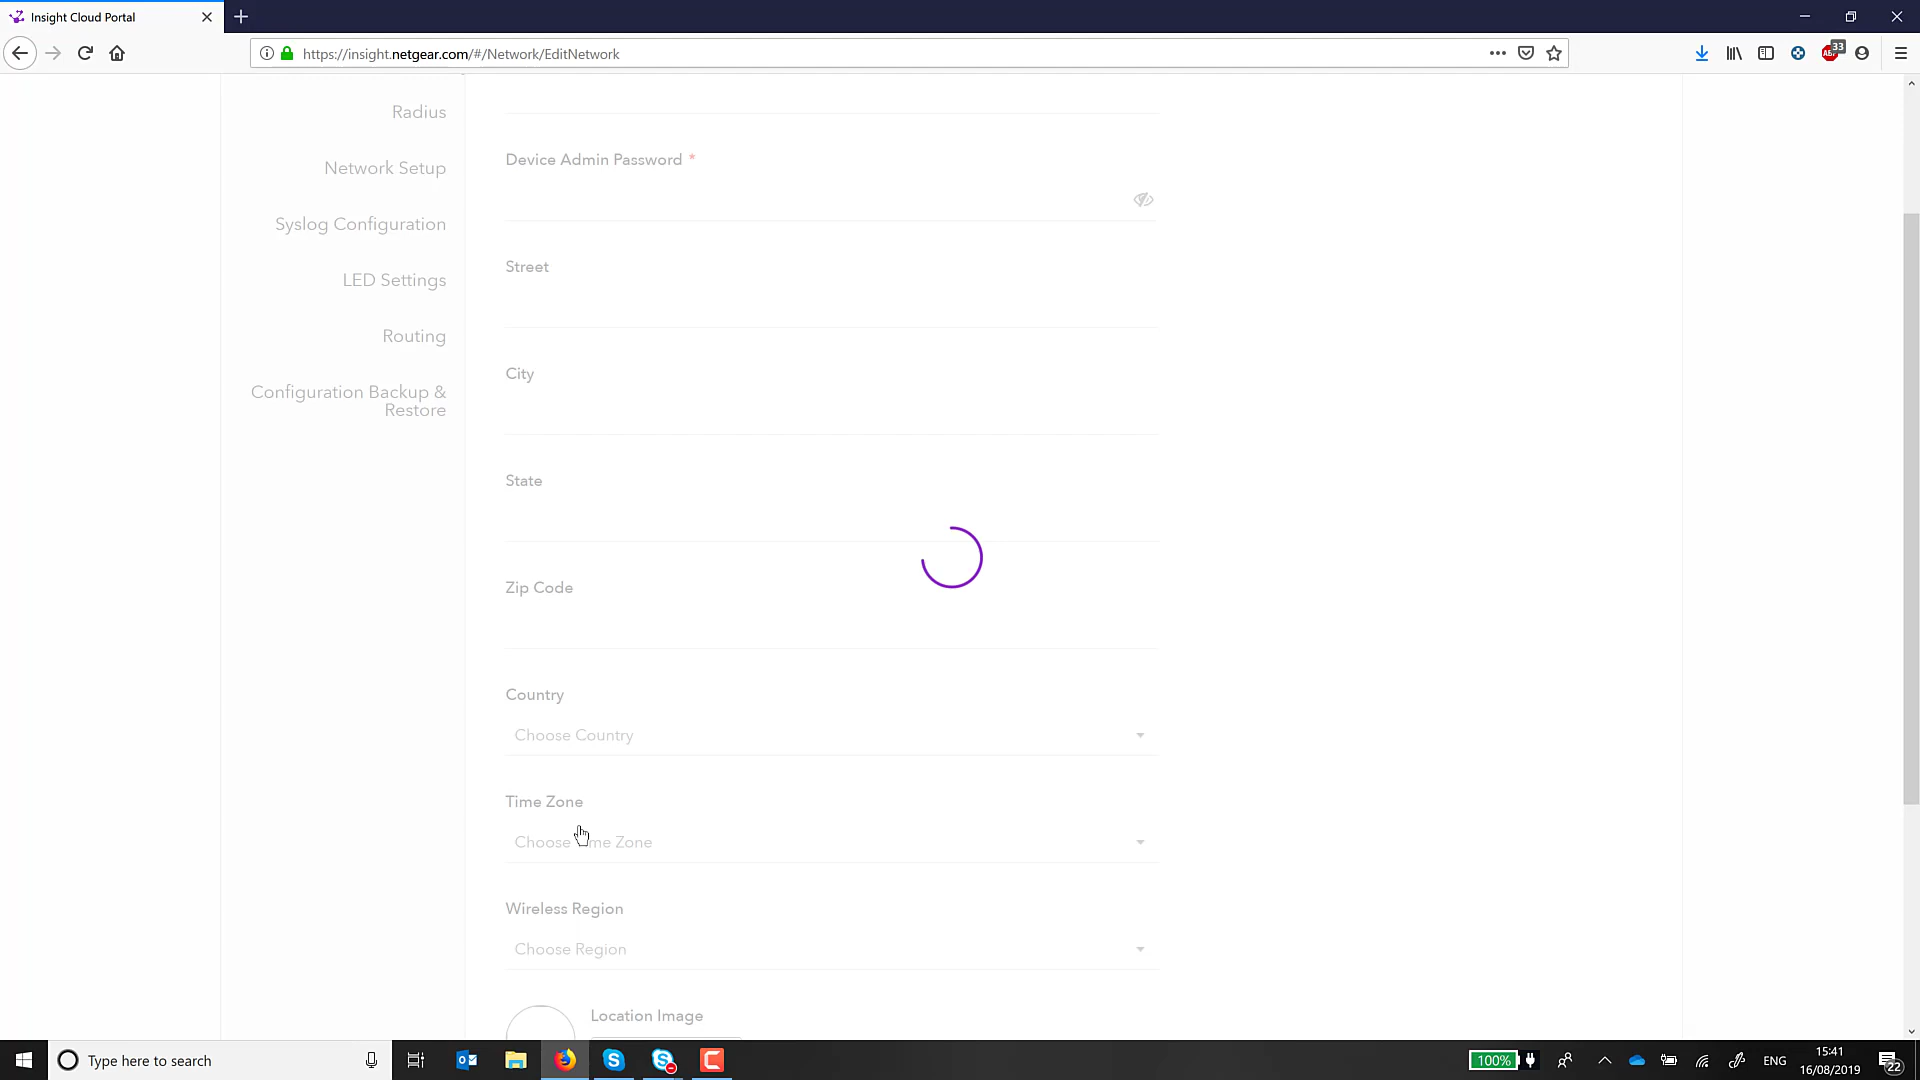 Insight Cloud Portal
https://insight.netgear.com/#/Network/EditNetwork
33
Radius
Network Setup
Syslog Configuration
LED Settings
Routing
Configuration Backup &
Restore
Device Admin Password *
Street
City
State
Zip Code
Country
Choose Country
Time Zone
Choose Time Zone
Wireless Region
Choose Region
Location Image
Type here to search
100%
ENG
15:41
16/08/2019
22